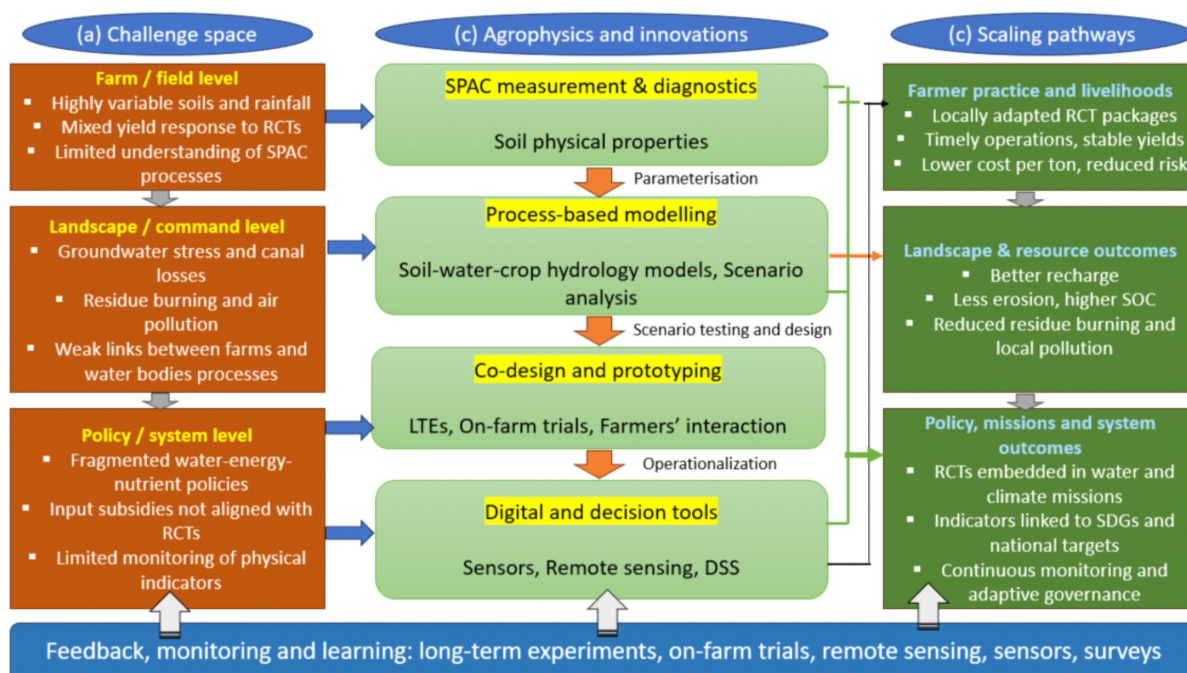 (a) Challenge space
Farm / field level
▪ Highly variable soils and rainfall
▪ Mixed yield response to RCTs
▪ Limited understanding of SPAC
processes
Landscape / command level
▪ Groundwater stress and canal
losses
▪ Residue burning and air
pollution
▪ Weak links between farms and
water bodies processes
Policy / system level
▪ Fragmented water-energy-
nutrient policies
▪ Input subsidies not aligned with
RCTs
▪ Limited monitoring of physical
indicators
(c) Agrophysics and innovations
SPAC measurement & diagnostics
Soil physical properties
Parameterisation
Process-based modelling
Soil-water-crop hydrology models, Scenario
analysis
Scenario testing and design
Co-design and prototyping
LTEs, On-farm trials, Farmers’ interaction
Operationalization
Digital and decision tools
Sensors, Remote sensing, DSS
(c) Scaling pathways
Farmer practice and livelihoods
▪ Locally adapted RCT packages
▪ Timely operations, stable yields
▪ Lower cost per ton, reduced risk
Landscape & resource outcomes
▪ Better recharge
▪ Less erosion, higher SOC
▪ Reduced residue burning and
local pollution
Policy, missions and system
outcomes
▪ RCTs embedded in water and
climate missions
▪ Indicators linked to SDGs and
national targets
▪ Continuous monitoring and
adaptive governance
Feedback, monitoring and learning: long-term experiments, on-farm trials, remote sensing, sensors, surveys